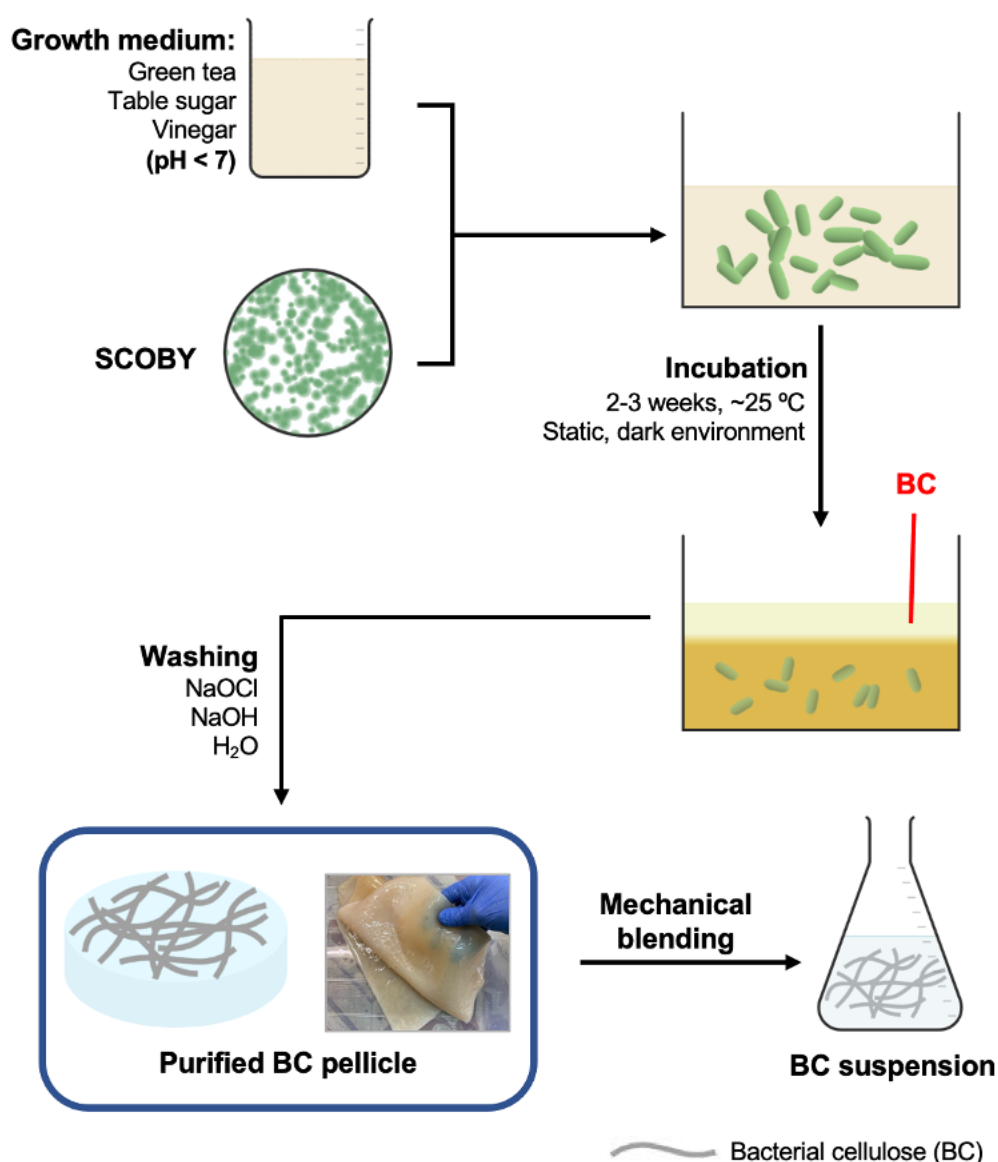 Growth medium:
Green tea
Table sugar
Vinegar
(pH < 7)
SCOBY
Incubation
2-3 weeks, ~25 ºC
Static, dark environment
BC
Washing
NaOCl
NaOH
H₂O
Purified BC pellicle
Mechanical
blending
BC suspension
Bacterial cellulose (BC)